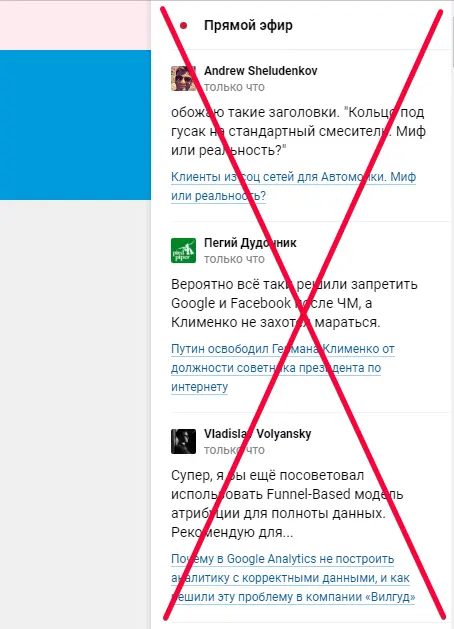 Прямой эфир
Andrew Sheludenkov
только что
обожаю такие заголовки. "Кольцо под
гусак на стандартный смеситель. Миф
или реальность?"
Клиенты из соц сетей для Автомойки. Миф
или реальность?
pied
piper
Пегий Дудочник
только что
Вероятно всё таки решили запретить
Google и Facebook после ЧМ, а
Клименко не захотел мараться.
Путин освободил Германа Клименко от
должности советника президента по
интернету
Vladislav Volyansky
только что
Супер, я бы ещё посоветовал
использовать Funnel-Based модель
атрибуции для полноты данных.
Рекомендую для...
Почему в Google Analytics не построить
аналитику с корректными данными, и как
решили эту проблему в компании «Вилгуд»